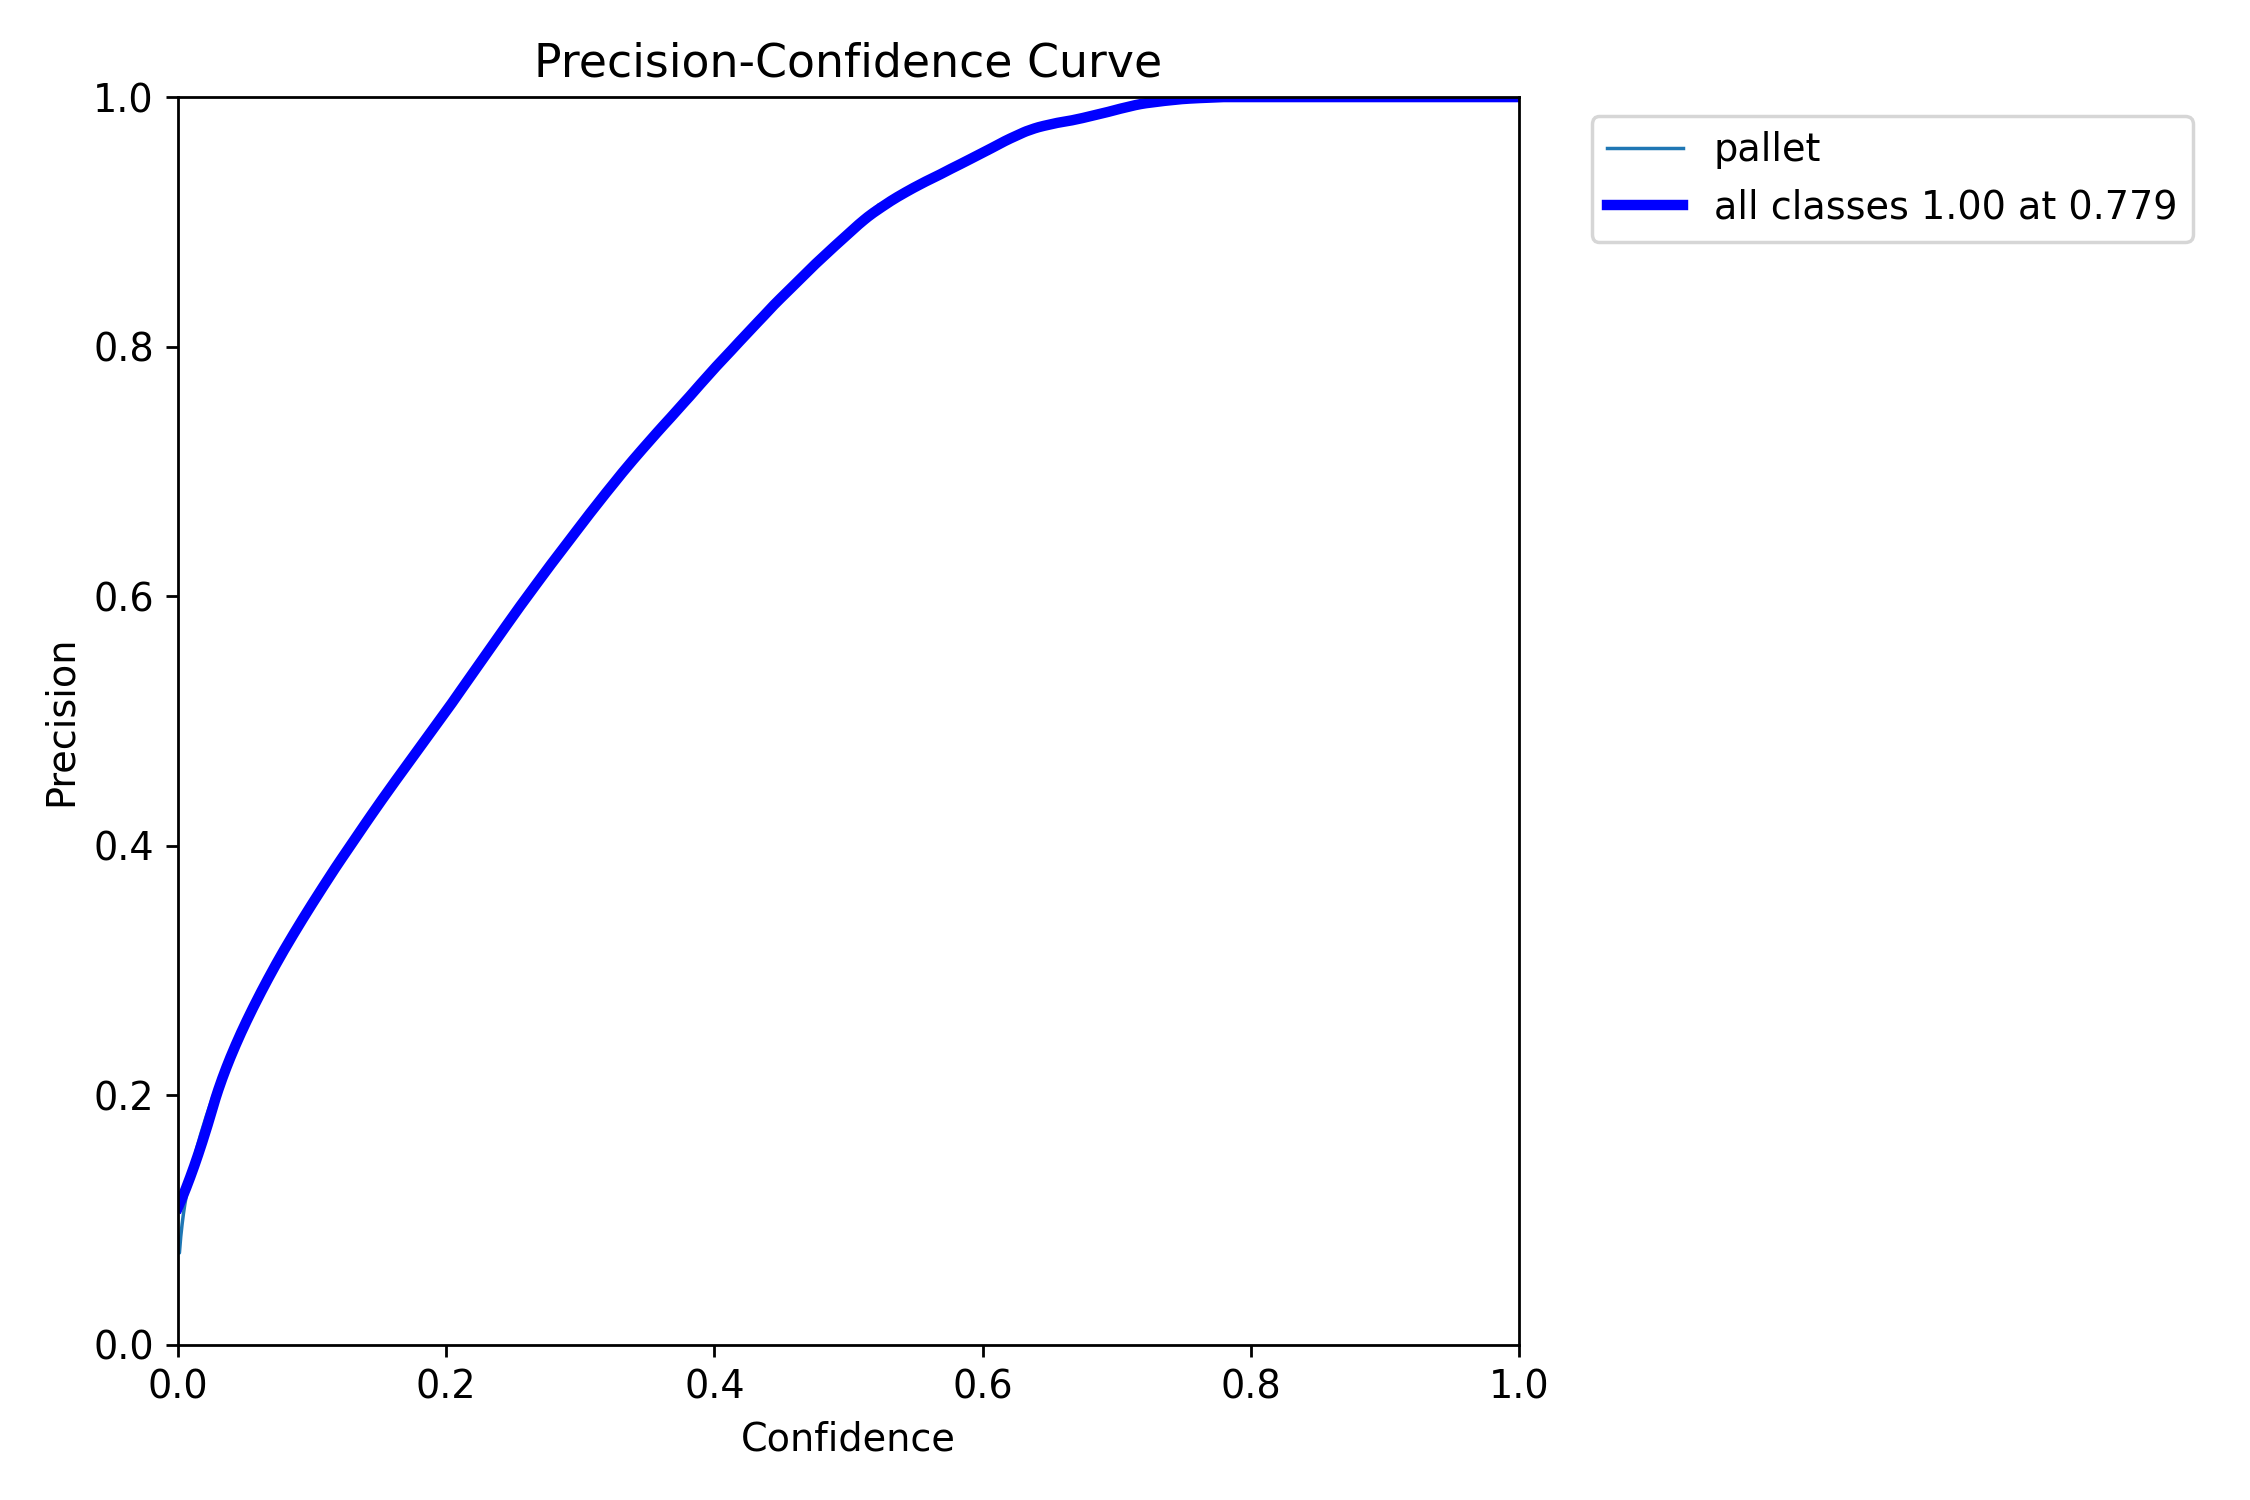 Precision-Confidence Curve
1.0
0.8
0.6
0.4
0.2
0.0
Precision
0.0 0.2 0.4 0.6 0.8 1.0
Confidence
pallet
all classes 1.00 at 0.779